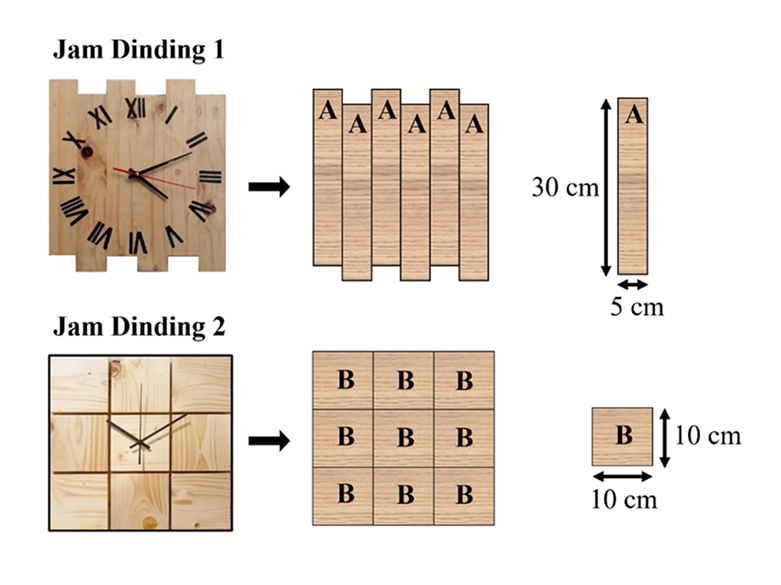 Jam Dinding 1
XII
I
II
III
IV
V
VI
VII
VIII
IX
X
XI
A A A A A A
A
30 cm
5 cm
Jam Dinding 2
B B B
B B B
B B B
B
10 cm
10 cm